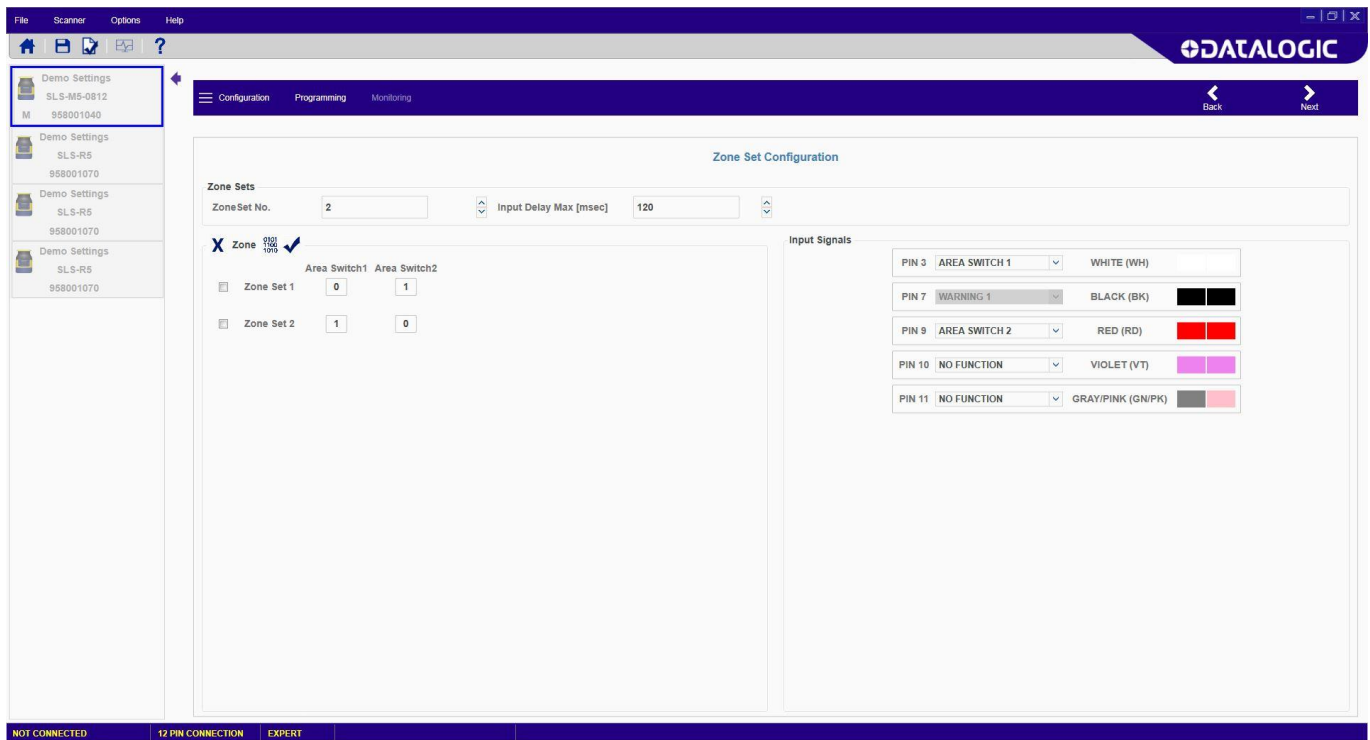 File Scanner Options Help
? DATALOGIC
Demo Settings
SLS-M5-0812
M 958001040
Demo Settings
SLS-R5
958001070
Demo Settings
SLS-R5
958001070
Demo Settings
SLS-R5
958001070
Configuration Programming Monitoring Back Next
Zone Set Configuration
Zone Sets
ZoneSet No. 2 Input Delay Max [msec] 120
X Zone 0101 1100 1010
Area Switch1 Area Switch2
Zone Set 1 0 1
Zone Set 2 1 0
Input Signals
PIN 3 AREA SWITCH 1 WHITE (WH)
PIN 7 WARNING 1 BLACK (BK)
PIN 9 AREA SWITCH 2 RED (RD)
PIN 10 NO FUNCTION VIOLET (VT)
PIN 11 NO FUNCTION GRAY/PINK (GN/PK)
NOT CONNECTED 12 PIN CONNECTION EXPERT